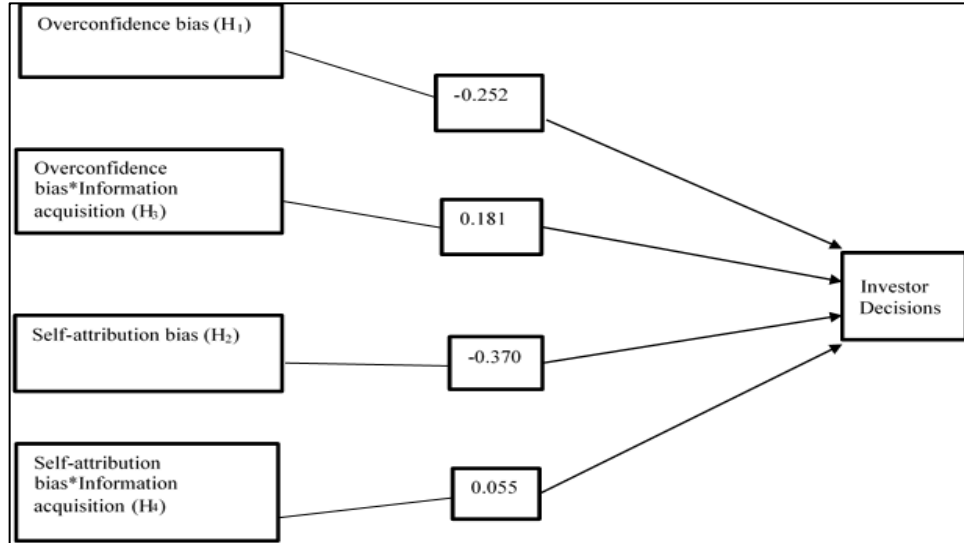 Overconfidence bias (H₁)
-0.252
Overconfidence
bias*Information
acquisition (H₃)
0.181
Investor
Decisions
Self-attribution bias (H₂)
-0.370
Self-attribution
bias*Information
acquisition (H₄)
0.055